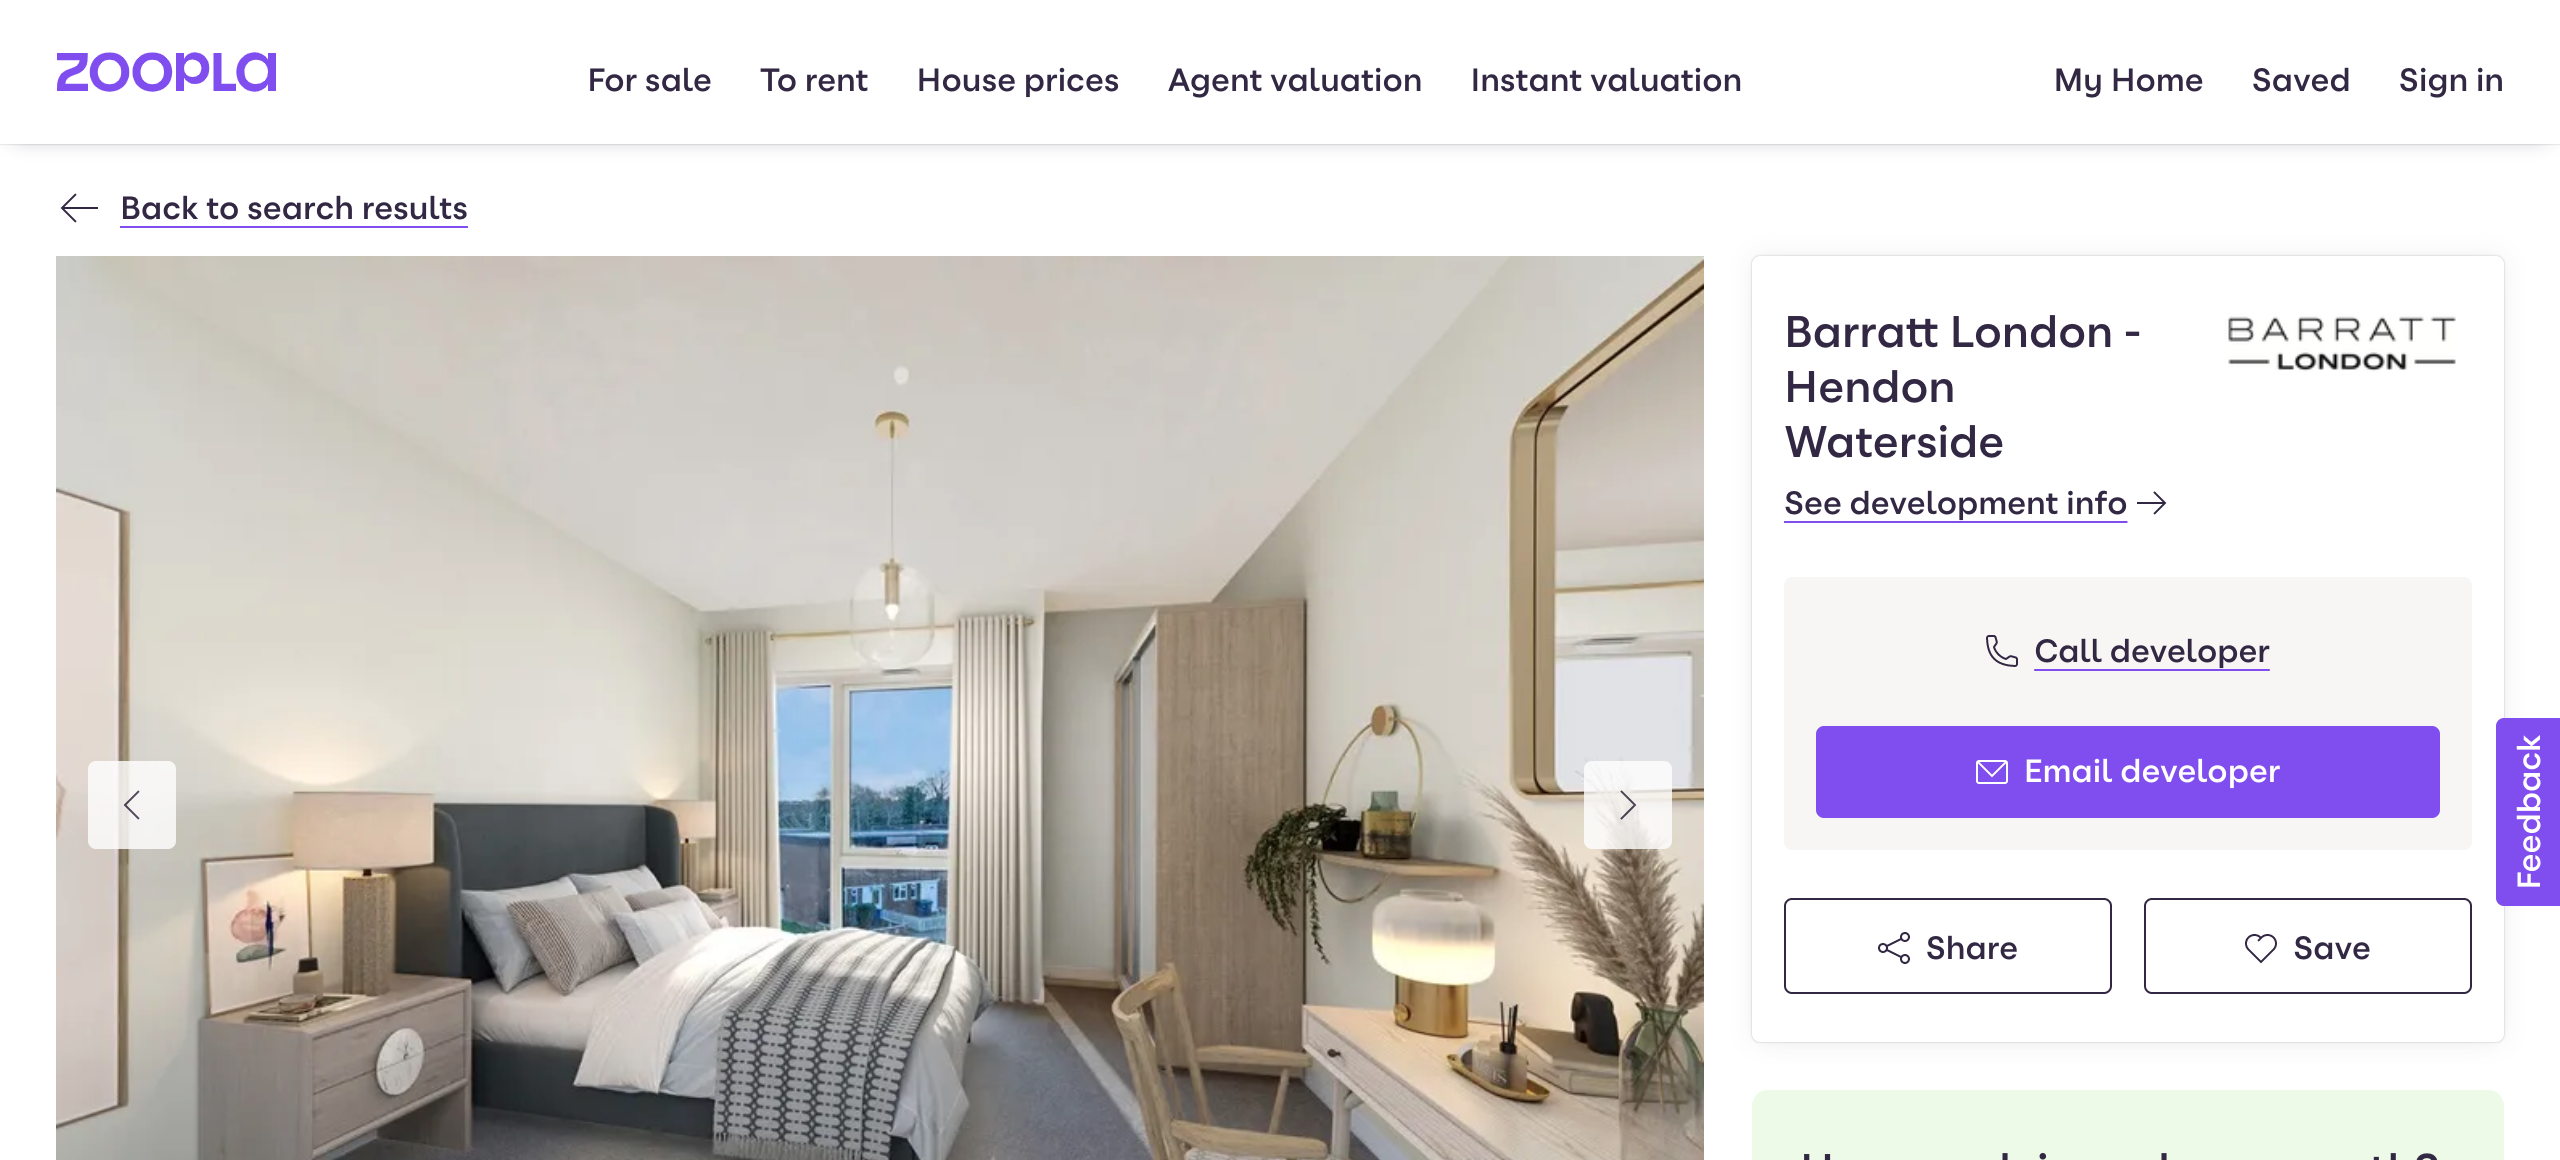 zoopla
For sale
To rent
House prices
Agent valuation
Instant valuation
My Home
Saved
Sign in
Back to search results
Barratt London -
Hendon
Waterside
BARRATT
LONDON
See development info
Call developer
Email developer
Feedback
Share
Save